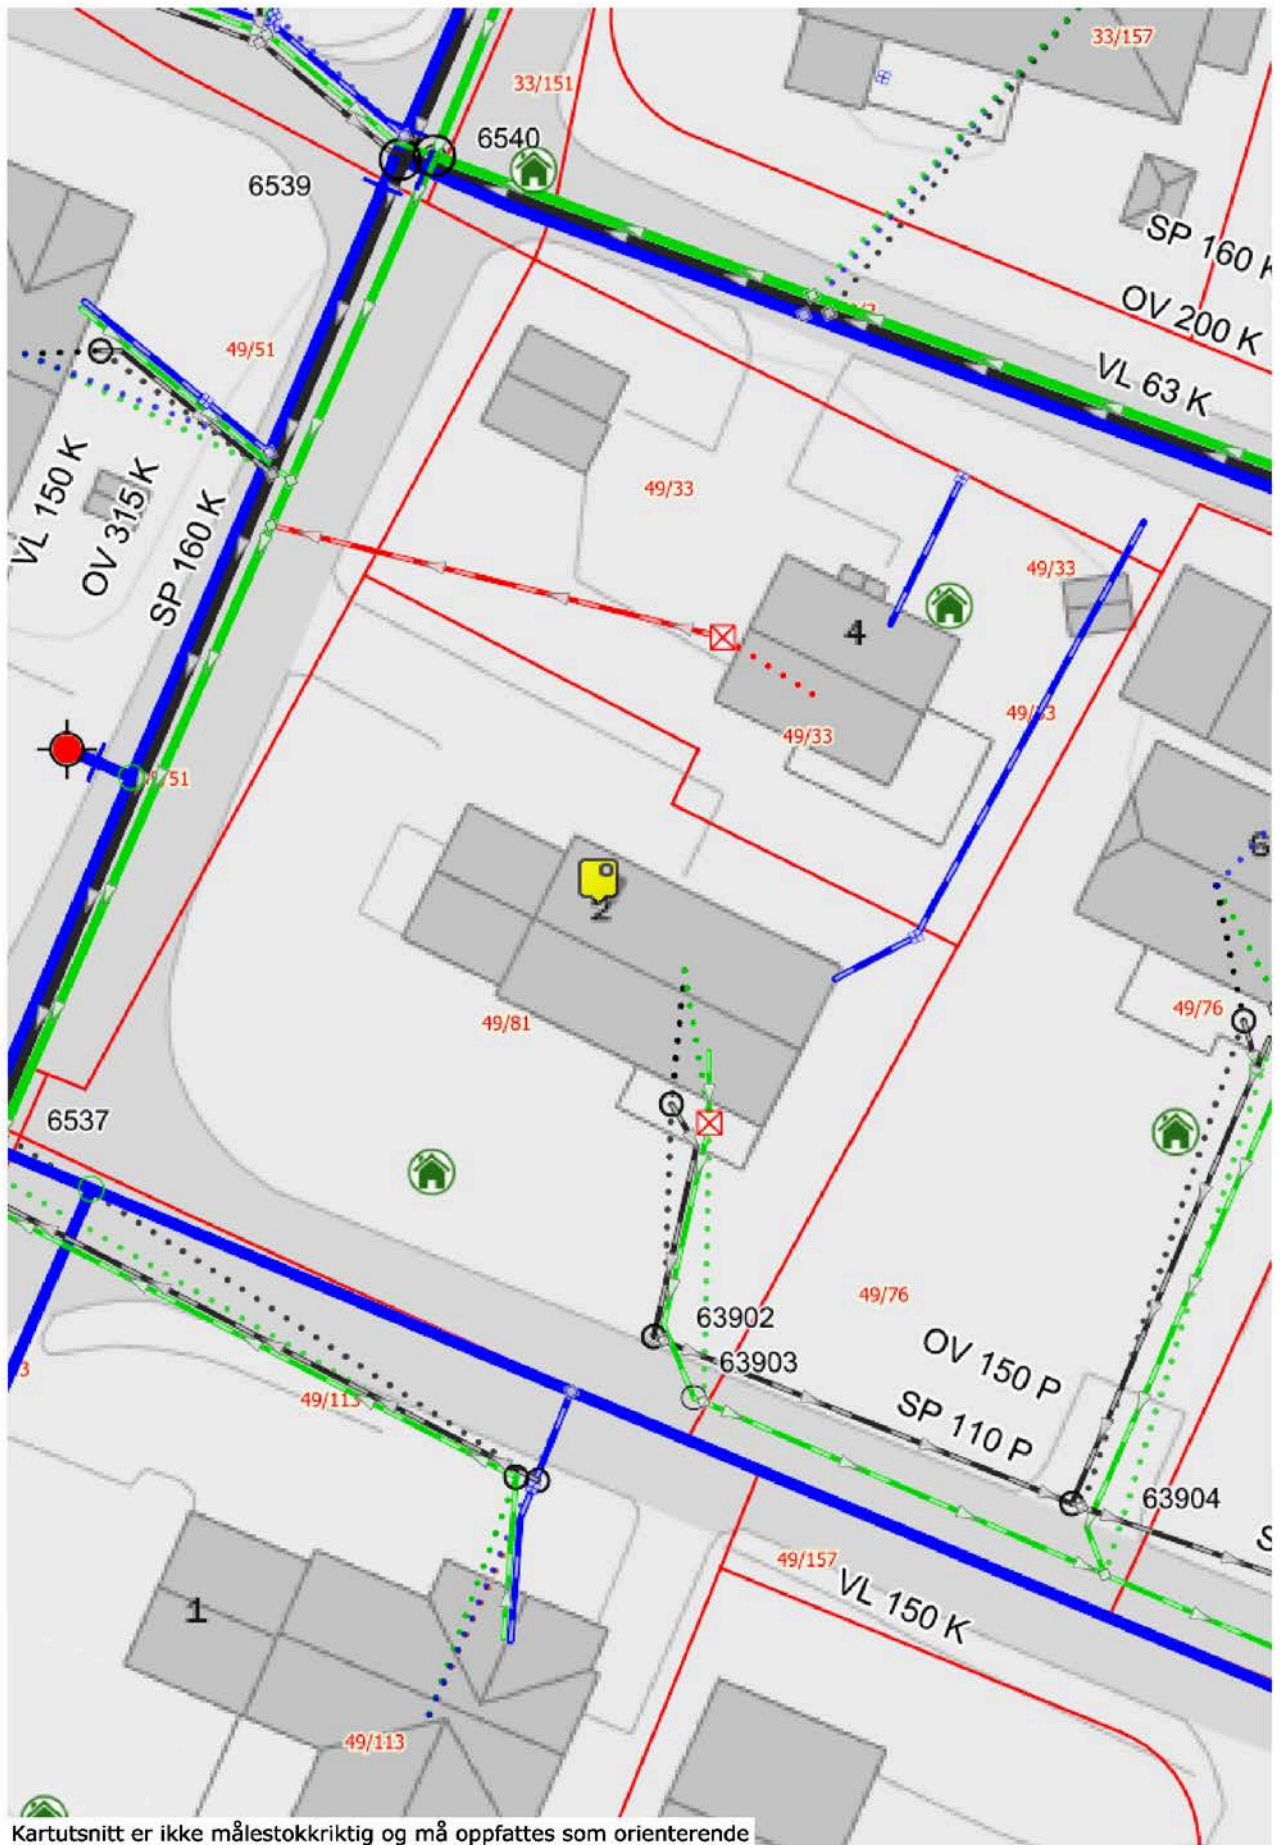 33/157
33/151
6540
6539
SP 160 K
OV 200 K
VL 63 K
49/51
49/33
VL 150 K
OV 315 K
SP 160 K
49/33
4
49/33
49/33
51
6
2
49/76
49/81
6537
49/76
63902
63903
OV 150 P
SP 110 P
3
49/113
63904
S
49/157
VL 150 K
1
49/113
Kartutsnitt er ikke målestokkriktig og må oppfattes som orienterende